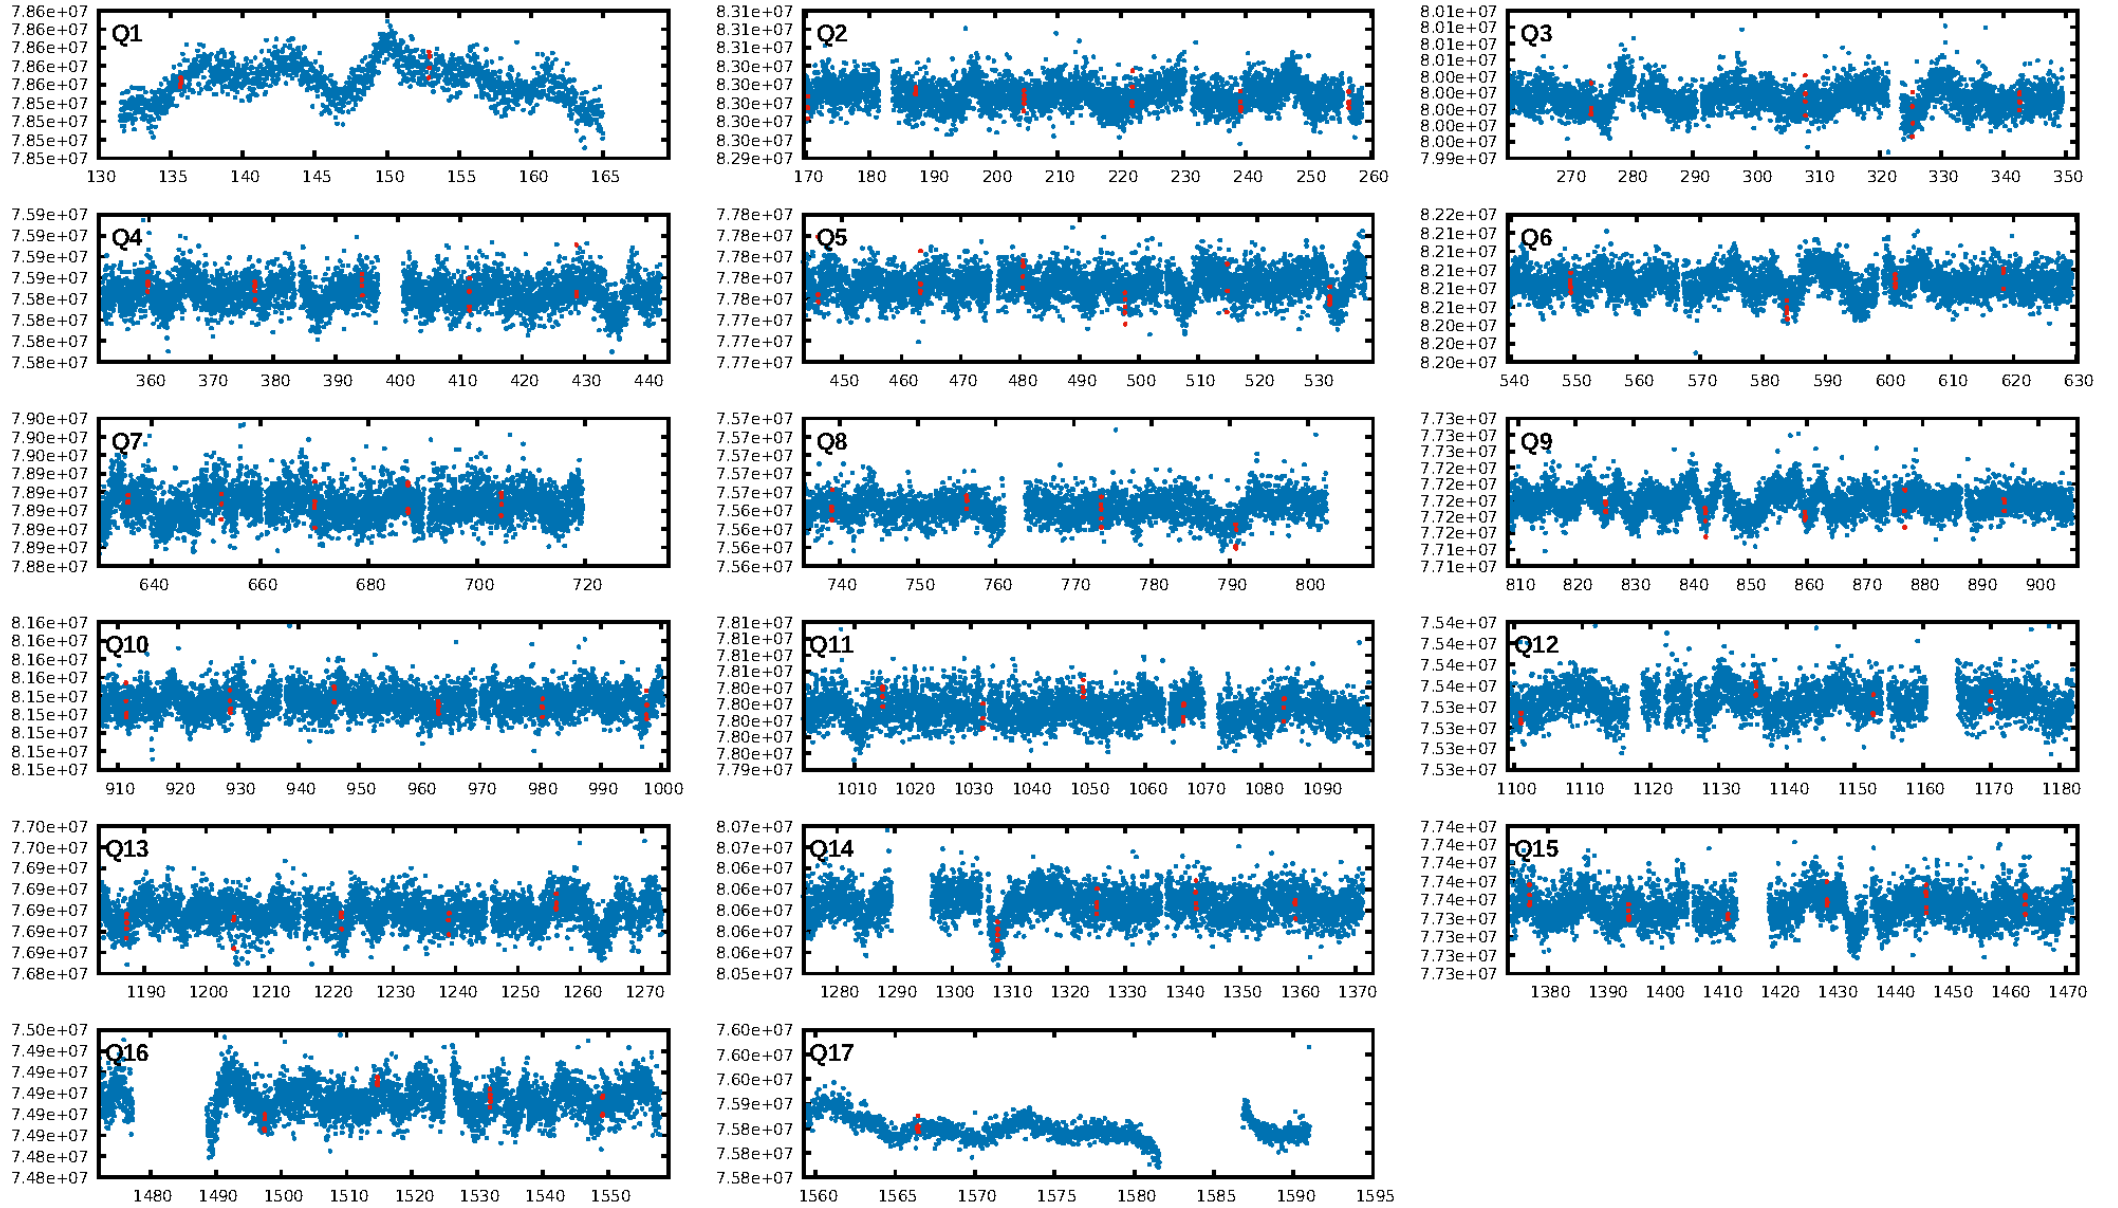 7.86e+07
7.86e+07
7.86e+07
7.86e+07
7.86e+07
7.85e+07
7.85e+07
7.85e+07
7.85e+07
Q1
130 135 140 145 150 155 160 165
8.31e+07
8.31e+07
8.31e+07
8.30e+07
8.30e+07
8.30e+07
8.30e+07
8.30e+07
8.29e+07
Q2
170 180 190 200 210 220 230 240 250 260
8.01e+07
8.01e+07
8.01e+07
8.01e+07
8.00e+07
8.00e+07
8.00e+07
8.00e+07
8.00e+07
7.99e+07
Q3
270 280 290 300 310 320 330 340 350
7.59e+07
7.59e+07
7.59e+07
7.59e+07
7.58e+07
7.58e+07
7.58e+07
7.58e+07
Q4
360 370 380 390 400 410 420 430 440
7.78e+07
7.78e+07
7.78e+07
7.78e+07
7.78e+07
7.77e+07
7.77e+07
7.77e+07
Q5
450 460 470 480 490 500 510 520 530
8.22e+07
8.21e+07
8.21e+07
8.21e+07
8.21e+07
8.21e+07
8.20e+07
8.20e+07
8.20e+07
Q6
540 550 560 570 580 590 600 610 620 630
7.90e+07
7.90e+07
7.90e+07
7.89e+07
7.89e+07
7.89e+07
7.89e+07
7.89e+07
7.88e+07
Q7
640 660 680 700 720
7.57e+07
7.57e+07
7.57e+07
7.57e+07
7.57e+07
7.56e+07
7.56e+07
7.56e+07
7.56e+07
Q8
740 750 760 770 780 790 800
7.73e+07
7.73e+07
7.73e+07
7.72e+07
7.72e+07
7.72e+07
7.72e+07
7.72e+07
7.71e+07
7.71e+07
Q9
810 820 830 840 850 860 870 880 890 900
8.16e+07
8.16e+07
8.16e+07
8.16e+07
8.15e+07
8.15e+07
8.15e+07
8.15e+07
8.15e+07
Q10
910 920 930 940 950 960 970 980 990 1000
7.81e+07
7.81e+07
7.81e+07
7.81e+07
7.80e+07
7.80e+07
7.80e+07
7.80e+07
7.80e+07
7.79e+07
Q11
1010 1020 1030 1040 1050 1060 1070 1080 1090
7.54e+07
7.54e+07
7.54e+07
7.54e+07
7.53e+07
7.53e+07
7.53e+07
7.53e+07
Q12
1100 1110 1120 1130 1140 1150 1160 1170 1180
7.70e+07
7.70e+07
7.69e+07
7.69e+07
7.69e+07
7.69e+07
7.69e+07
7.68e+07
Q13
1190 1200 1210 1220 1230 1240 1250 1260 1270
8.07e+07
8.07e+07
8.06e+07
8.06e+07
8.06e+07
8.06e+07
8.06e+07
8.05e+07
Q14
1280 1290 1300 1310 1320 1330 1340 1350 1360 1370
7.74e+07
7.74e+07
7.74e+07
7.74e+07
7.74e+07
7.73e+07
7.73e+07
7.73e+07
7.73e+07
Q15
1380 1390 1400 1410 1420 1430 1440 1450 1460 1470
7.50e+07
7.49e+07
7.49e+07
7.49e+07
7.49e+07
7.49e+07
7.48e+07
7.48e+07
Q16
1480 1490 1500 1510 1520 1530 1540 1550
7.60e+07
7.60e+07
7.60e+07
7.59e+07
7.58e+07
7.58e+07
7.58e+07
Q17
1560 1565 1570 1575 1580 1585 1590 1595